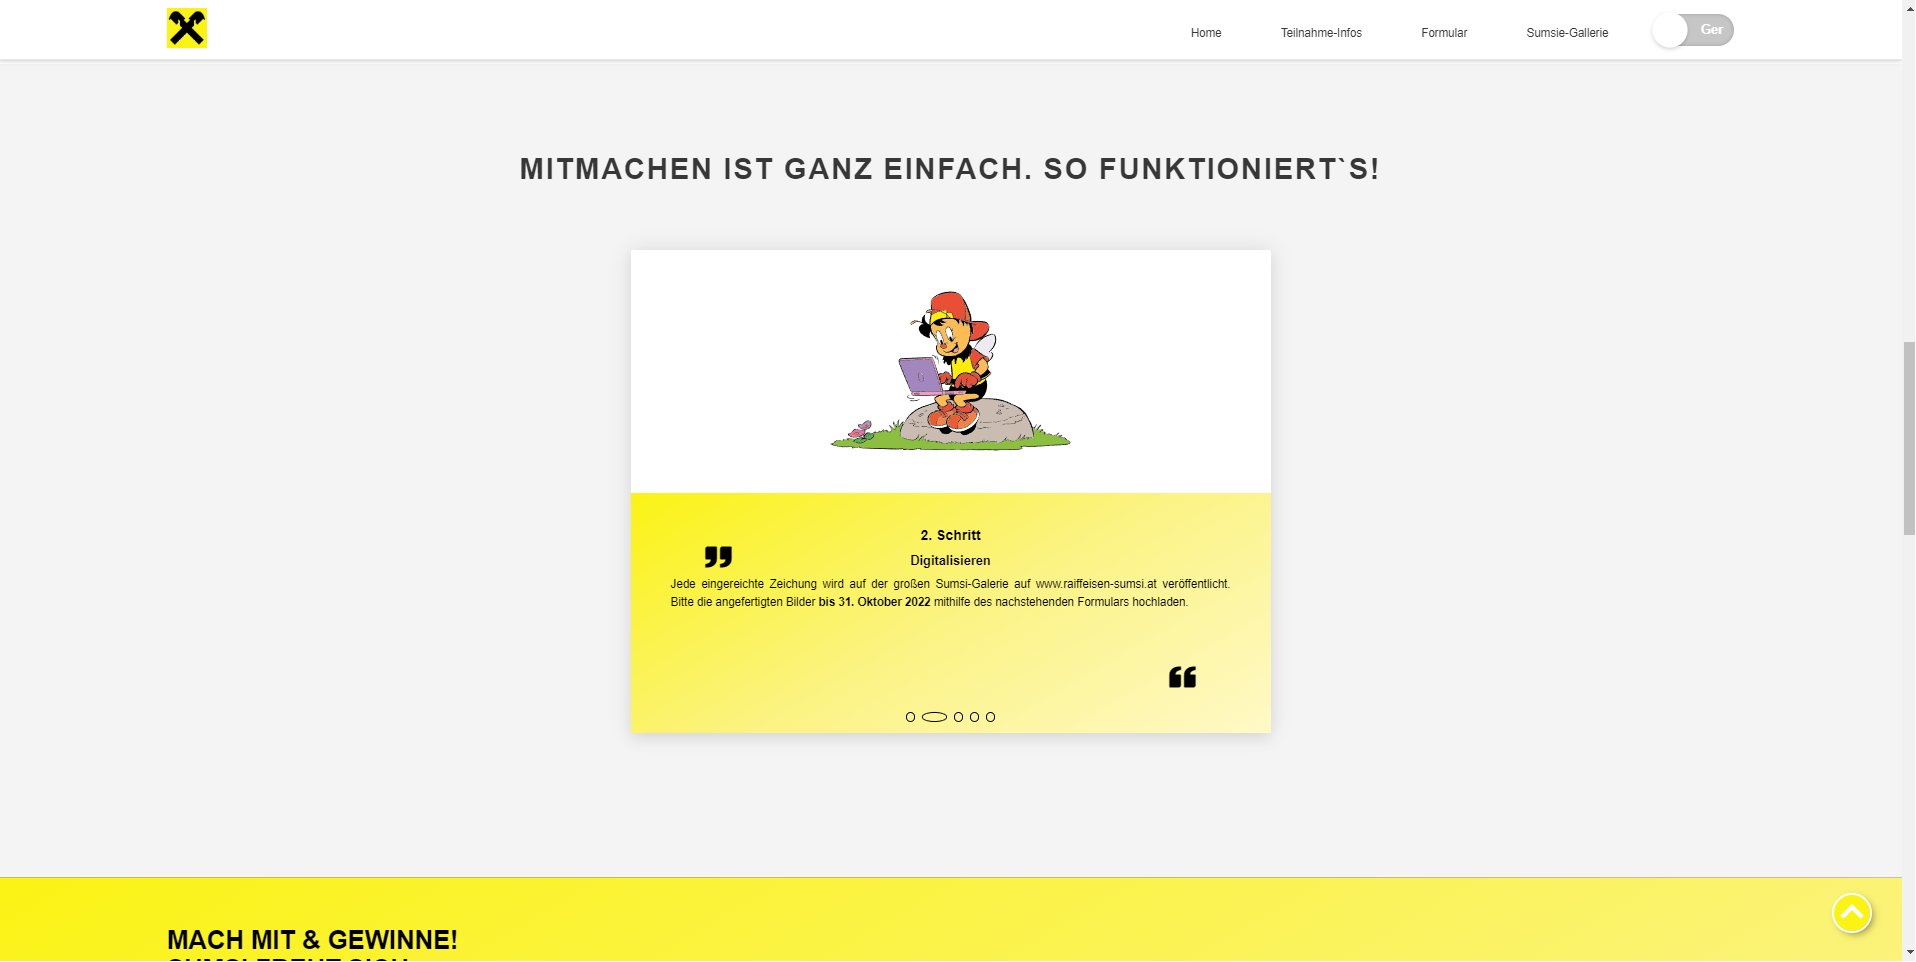 Home Teilnahme-Infos Formular Sumsie-Gallerie Ger
MITMACHEN IST GANZ EINFACH. SO FUNKTIONIERT`S!
2. Schritt
Digitalisieren
Jede eingereichte Zeichung wird auf der großen Sumsi-Galerie auf www.raiffeisen-sumsi.at veröffentlicht.
Bitte die angefertigten Bilder bis 31. Oktober 2022 mithilfe des nachstehenden Formulars hochladen.
MACH MIT & GEWINNE!